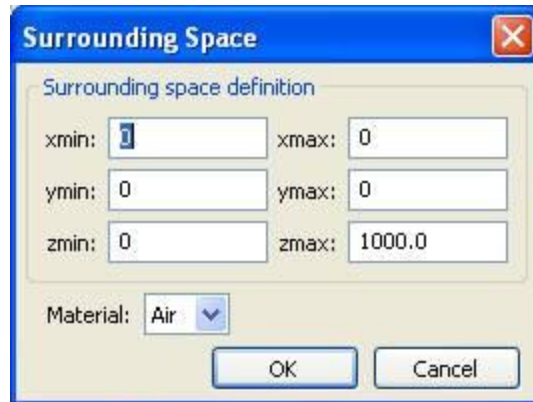 Surrounding Space
Surrounding space definition
xmin: 0 xmax: 0
ymin: 0 ymax: 0
zmin: 0 zmax: 1000.0
Material: Air
OK Cancel